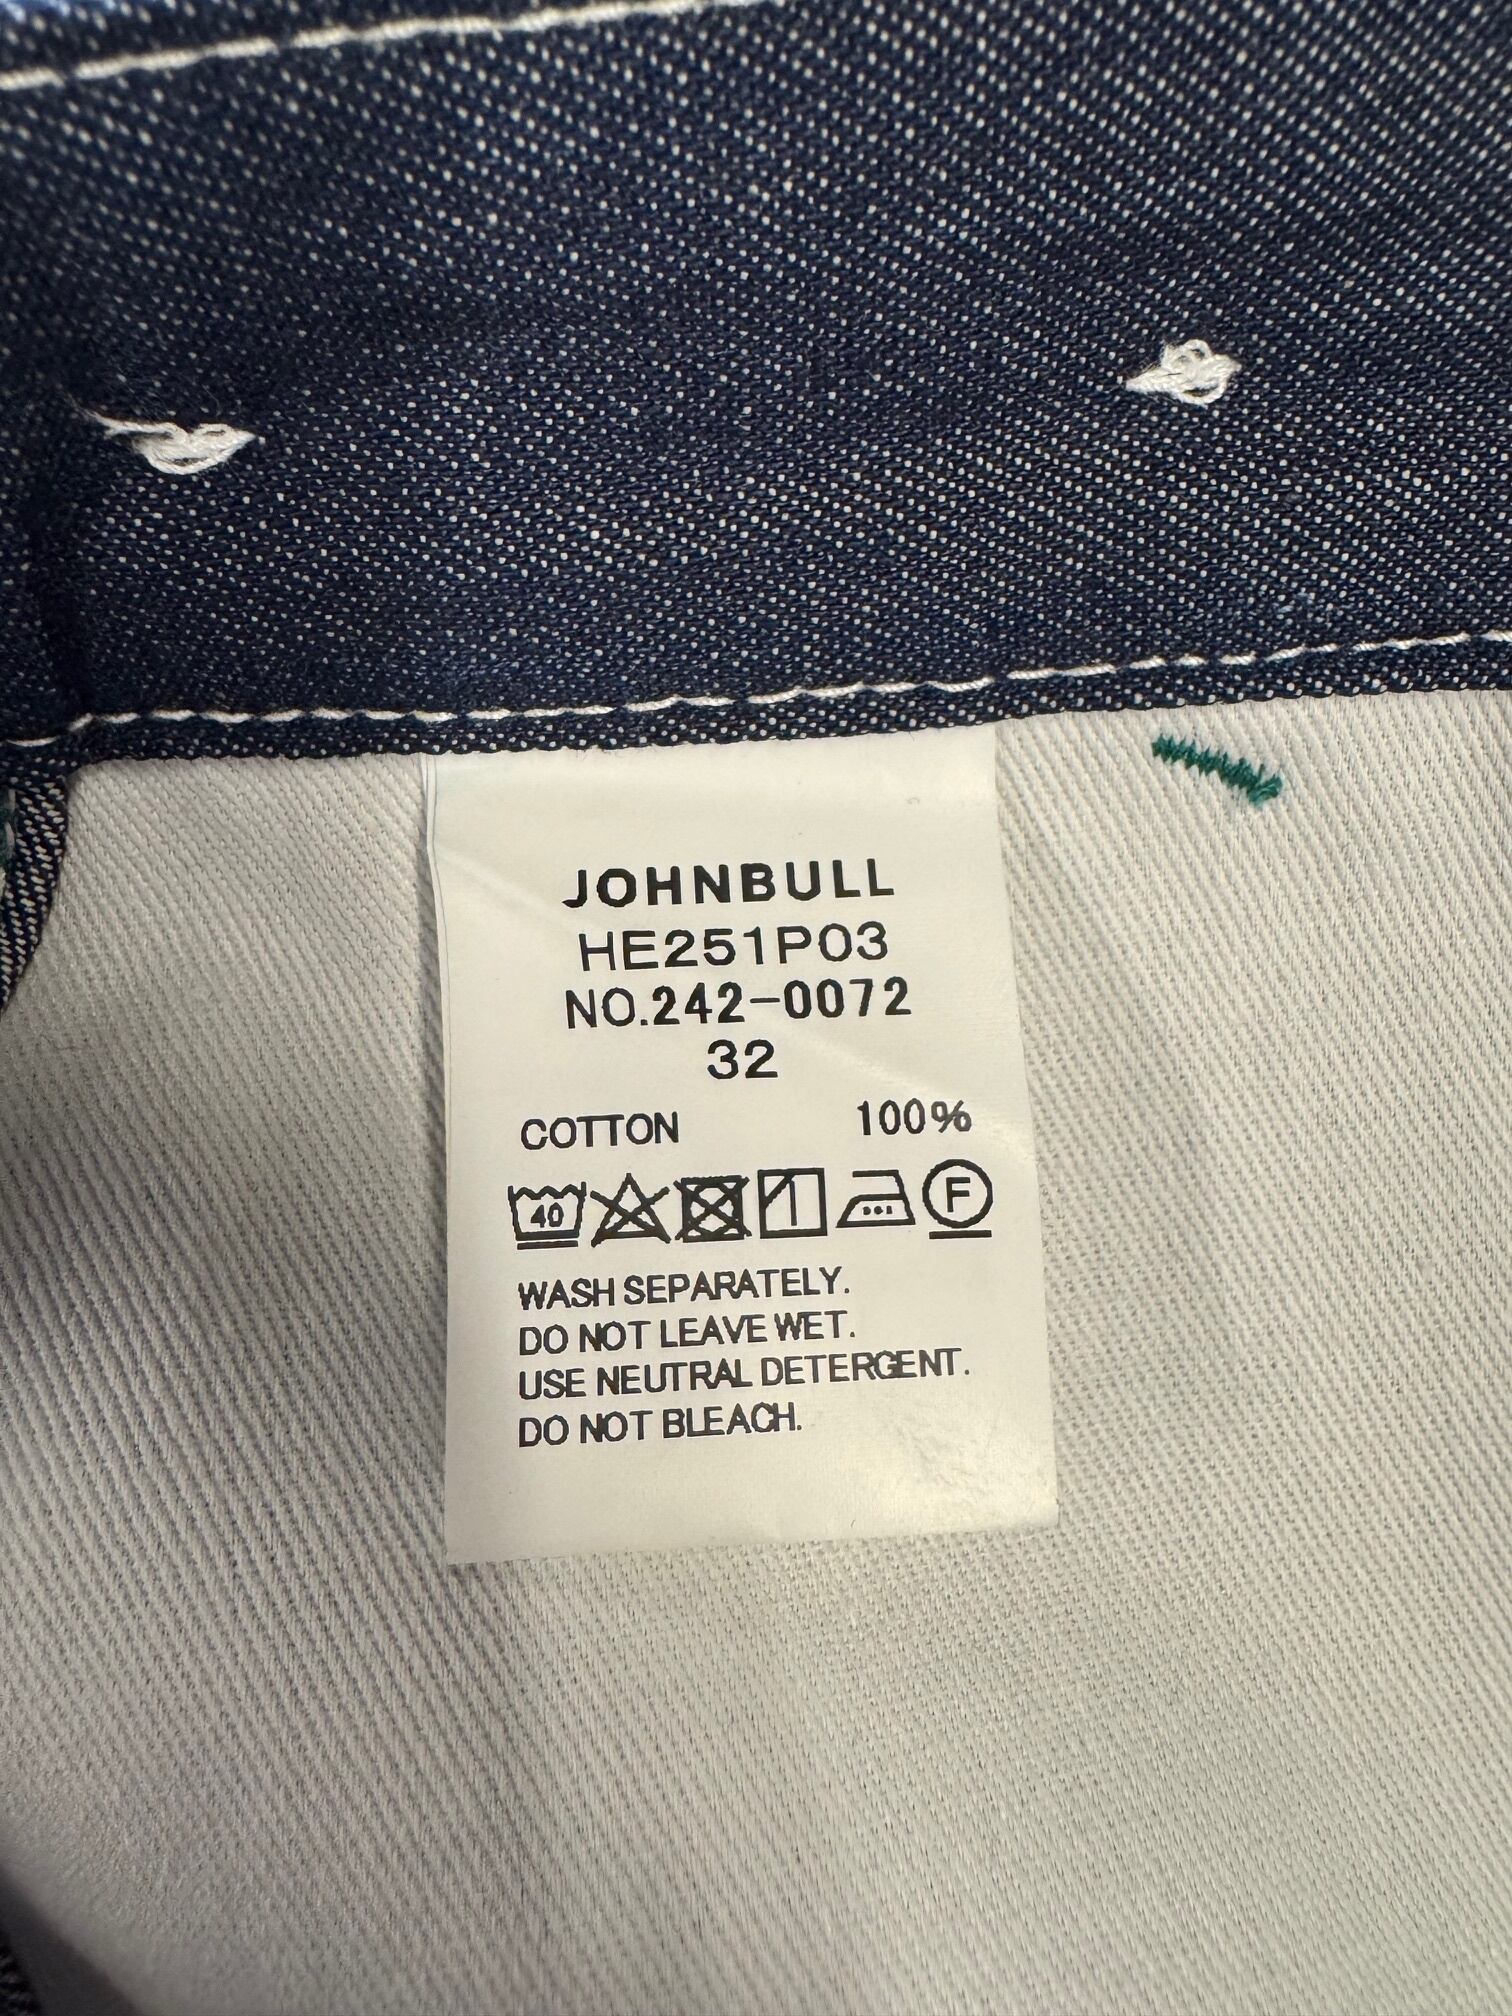 JOHNBULL
HE251P03
NO.242-0072
32
COTTON 100%
40 F
WASH SEPARATELY.
DO NOT LEAVE WET.
USE NEUTRAL DETERGENT.
DO NOT BLEACH.